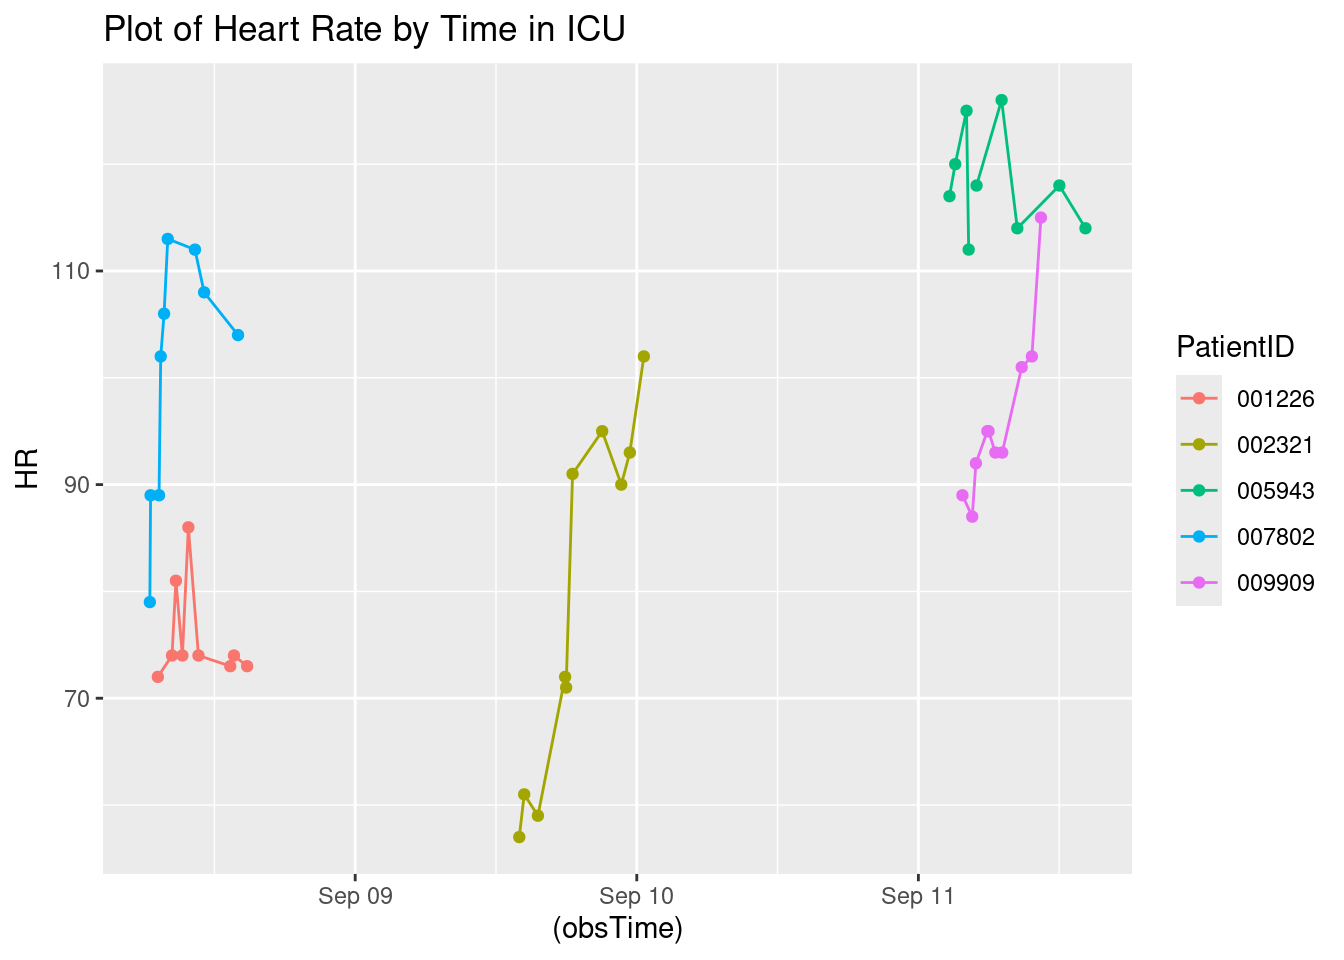 Plot of Heart Rate by Time in ICU
HR
110
90
70
Sep 09
Sep 10
Sep 11
(obsTime)
PatientID
001226
002321
005943
007802
009909